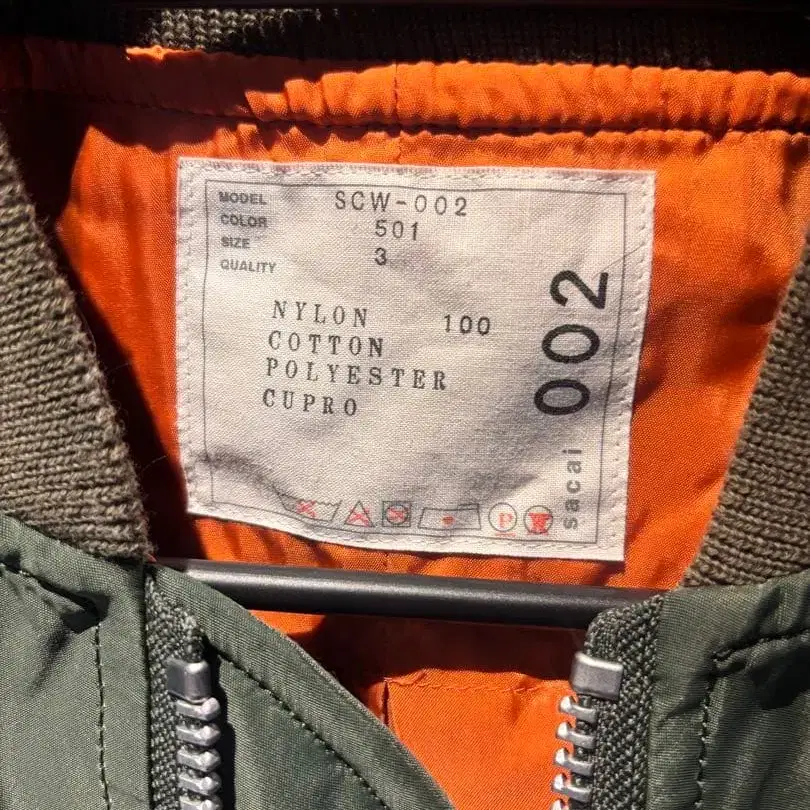 MODEL SCW-002
COLOR 501
SIZE 3
QUALITY
NYLON 100
COTTON
POLYESTER
CUPRO
P
sacai 002